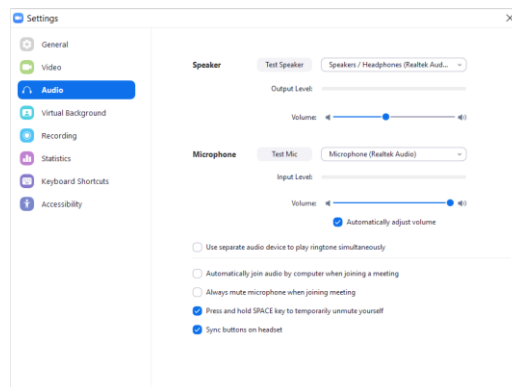 Settings
General
Video
Audio
Virtual Background
Recording
Statistics
Keyboard Shortcuts
Accessibility
Speaker
Test Speaker
Speakers / Headphones (Realtek Aud...
Output Level:
Volume:
Microphone
Test Mic
Microphone (Realtek Audio)
Input Level:
Volume:
Automatically adjust volume
Use separate audio device to play ringtone simultaneously
Automatically join audio by computer when joining a meeting
Always mute microphone when joining meeting
Press and hold SPACE key to temporarily unmute yourself
Sync buttons on headset